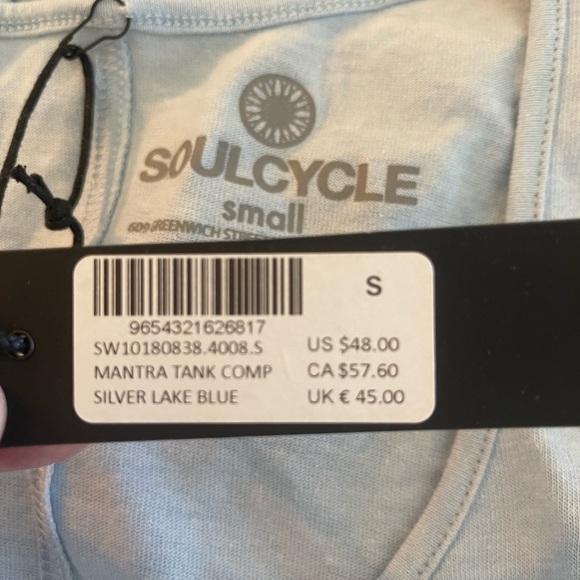 SOULCYCLE
small
609 GREENWICH
S
9654321626817
SW10180838.4008.S
US $48.00
MANTRA TANK COMP
CA $57.60
SILVER LAKE BLUE
UK € 45.00